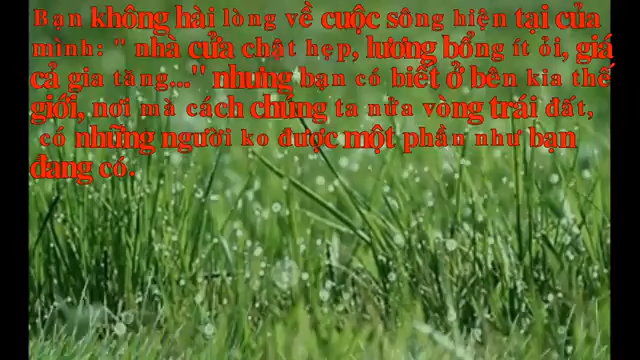 Bạn không hài lòng về cuộc sông hiện tại của
mình: " nhà cửa chật hẹp, lương bổng ít ỏi, giá
cả gia tăng..." nhưng bạn có biết ở bên kia thế
giới, nơi mà cách chúng ta nửa vòng trái đất,
có những người ko được một phần như bạn
đang có.